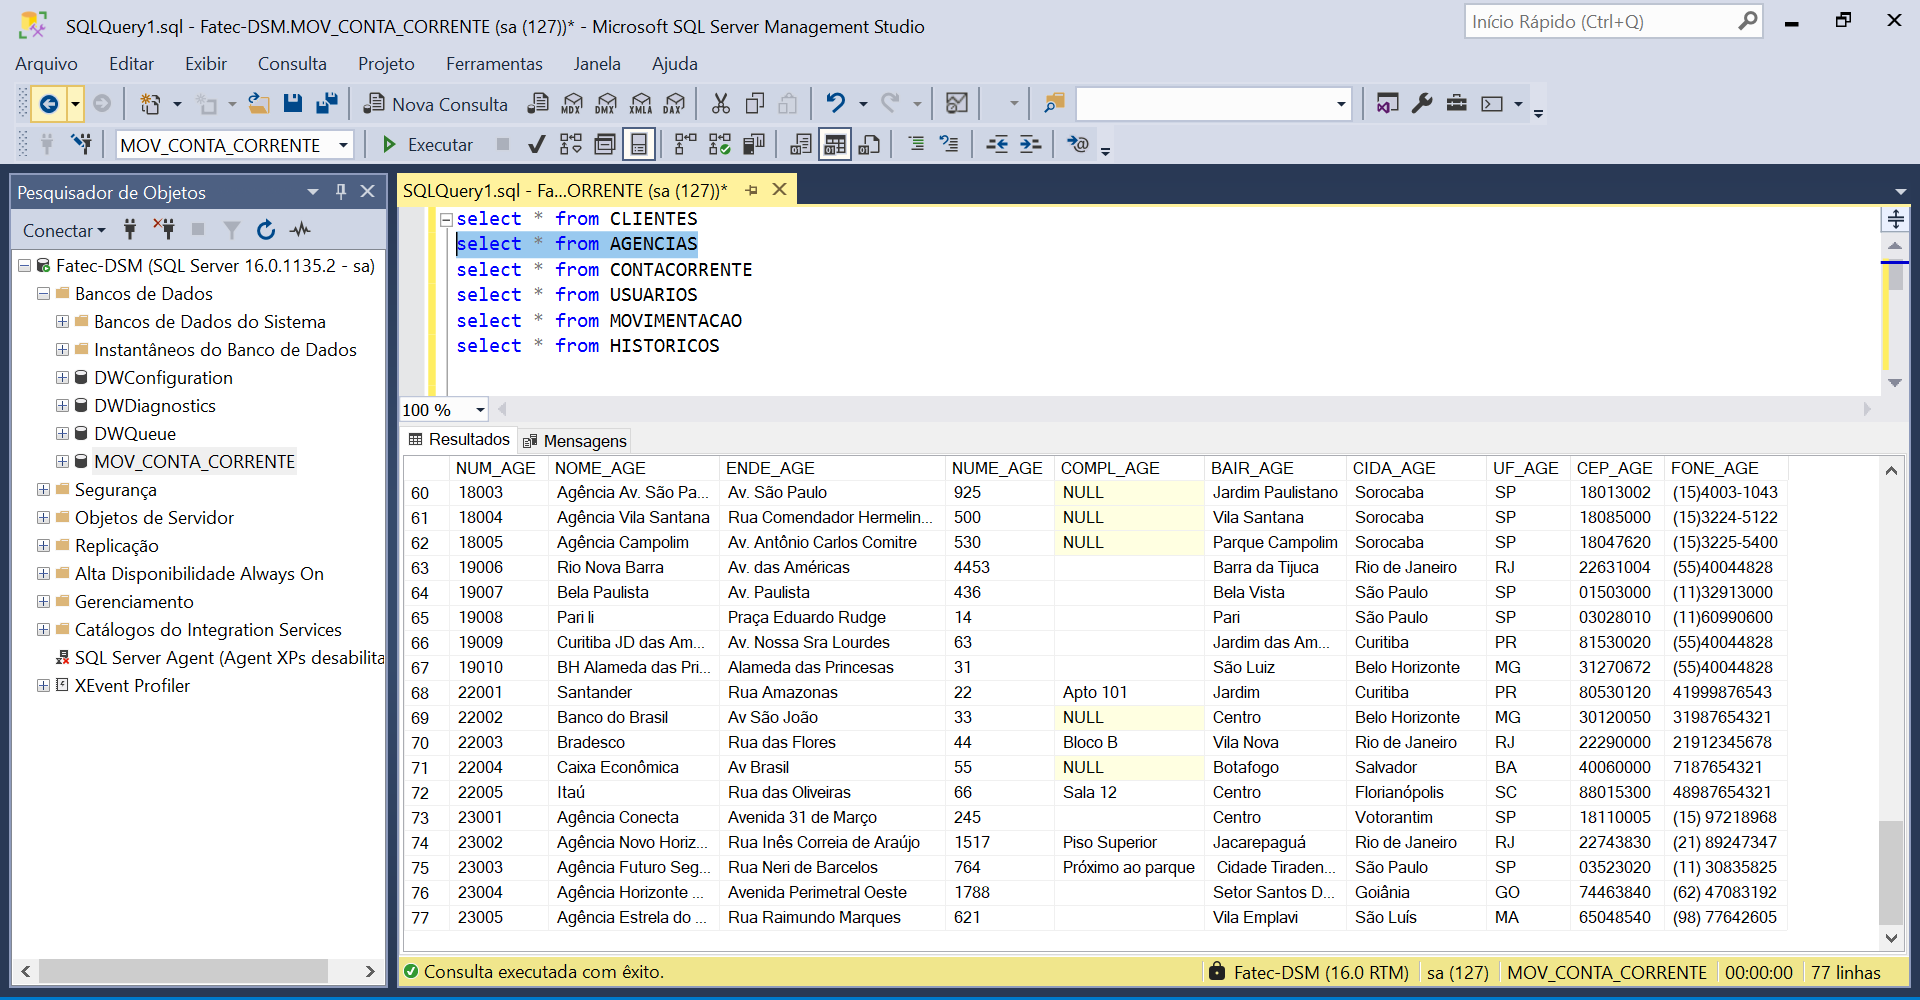 SQLQuery1.sql - Fatec-DSM.MOV_CONTA_CORRENTE (sa (127))* - Microsoft SQL Server Management Studio
Início Rápido (Ctrl+Q)
Arquivo Editar Exibir Consulta Projeto Ferramentas Janela Ajuda
Nova Consulta MDX DMX XMLA DAX
MOV_CONTA_CORRENTE Executar
Pesquisador de Objetos
Conectar
Fatec-DSM (SQL Server 16.0.1135.2 - sa)
Bancos de Dados
Bancos de Dados do Sistema
Instantâneos do Banco de Dados
DWConfiguration
DWDiagnostics
DWQueue
MOV_CONTA_CORRENTE
Segurança
Objetos de Servidor
Replicação
Alta Disponibilidade Always On
Gerenciamento
Catálogos do Integration Services
SQL Server Agent (Agent XPs desabilita
XEvent Profiler
SQLQuery1.sql - Fa...ORRENTE (sa (127))*
select * from CLIENTES
select * from AGENCIAS
select * from CONTACORRENTE
select * from USUARIOS
select * from MOVIMENTACAO
select * from HISTORICOS
100 %
Resultados Mensagens
NUM_AGE NOME_AGE ENDE_AGE NUME_AGE COMPL_AGE BAIR_AGE CIDA_AGE UF_AGE CEP_AGE FONE_AGE
60 18003 Agência Av. São Pa... Av. São Paulo 925 NULL Jardim Paulistano Sorocaba SP 18013002 (15)4003-1043
61 18004 Agência Vila Santana Rua Comendador Hermelin... 500 NULL Vila Santana Sorocaba SP 18085000 (15)3224-5122
62 18005 Agência Campolim Av. Antônio Carlos Comitre 530 NULL Parque Campolim Sorocaba SP 18047620 (15)3225-5400
63 19006 Rio Nova Barra Av. das Américas 4453 Barra da Tijuca Rio de Janeiro RJ 22631004 (55)40044828
64 19007 Bela Paulista Av. Paulista 436 Bela Vista São Paulo SP 01503000 (11)32913000
65 19008 Pari Ii Praça Eduardo Rudge 14 Pari São Paulo SP 03028010 (11)60990600
66 19009 Curitiba JD das Am... Av. Nossa Sra Lourdes 63 Jardim das Am... Curitiba PR 81530020 (55)40044828
67 19010 BH Alameda das Pri... Alameda das Princesas 31 São Luiz Belo Horizonte MG 31270672 (55)40044828
68 22001 Santander Rua Amazonas 22 Apto 101 Jardim Curitiba PR 80530120 41999876543
69 22002 Banco do Brasil Av São João 33 NULL Centro Belo Horizonte MG 30120050 31987654321
70 22003 Bradesco Rua das Flores 44 Bloco B Vila Nova Rio de Janeiro RJ 22290000 21912345678
71 22004 Caixa Econômica Av Brasil 55 NULL Botafogo Salvador BA 40060000 7187654321
72 22005 Itaú Rua das Oliveiras 66 Sala 12 Centro Florianópolis SC 88015300 48987654321
73 23001 Agência Conecta Avenida 31 de Março 245 Centro Votorantim SP 18110005 (15) 97218968
74 23002 Agência Novo Horiz... Rua Inês Correia de Araújo 1517 Piso Superior Jacarepaguá Rio de Janeiro RJ 22743830 (21) 89247347
75 23003 Agência Futuro Seg... Rua Neri de Barcelos 764 Próximo ao parque Cidade Tiraden... São Paulo SP 03523020 (11) 30835825
76 23004 Agência Horizonte ... Avenida Perimetral Oeste 1788 Setor Santos D... Goiânia GO 74463840 (62) 47083192
77 23005 Agência Estrela do ... Rua Raimundo Marques 621 Vila Emplavi São Luís MA 65048540 (98) 77642605
Consulta executada com êxito. Fatec-DSM (16.0 RTM) sa (127) MOV_CONTA_CORRENTE 00:00:00 77 linhas